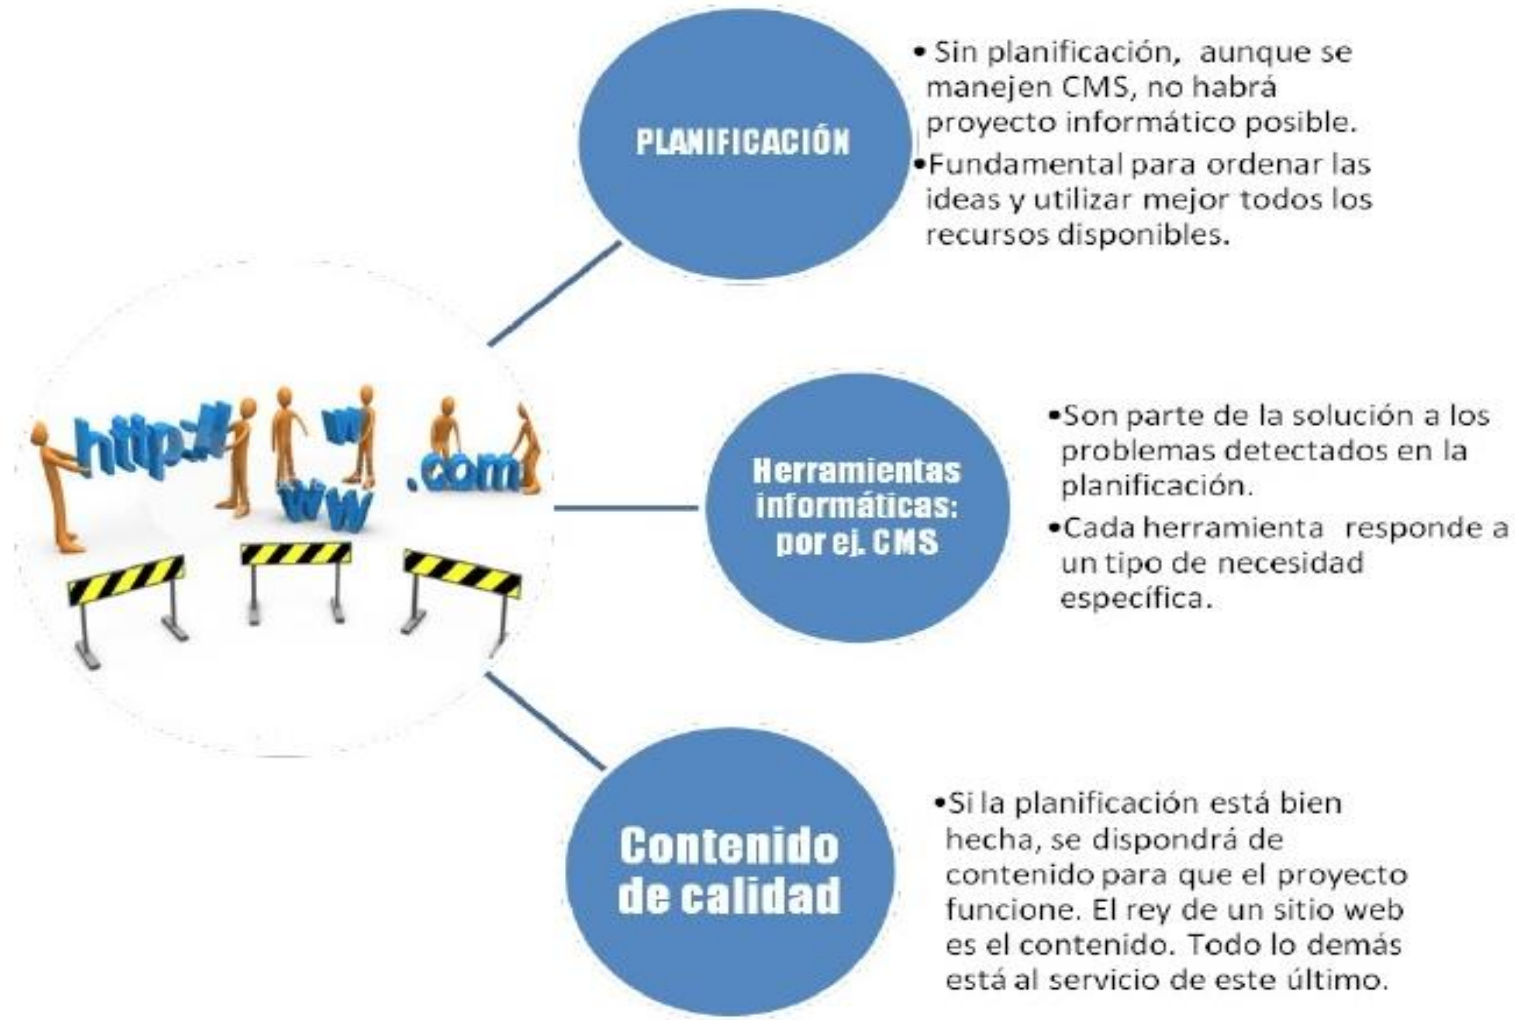 PLANIFICACIÓN
• Sin planificación, aunque se
manejen CMS, no habrá
proyecto informático posible.
•Fundamental para ordenar las
ideas y utilizar mejor todos los
recursos disponibles.
http://
w
ww
.com
Herramientas
informáticas:
por ej. CMS
•Son parte de la solución a los
problemas detectados en la
planificación.
•Cada herramienta responde a
un tipo de necesidad
específica.
Contenido
de calidad
•Si la planificación está bien
hecha, se dispondrá de
contenido para que el proyecto
funcione. El rey de un sitio web
es el contenido. Todo lo demás
está al servicio de este último.